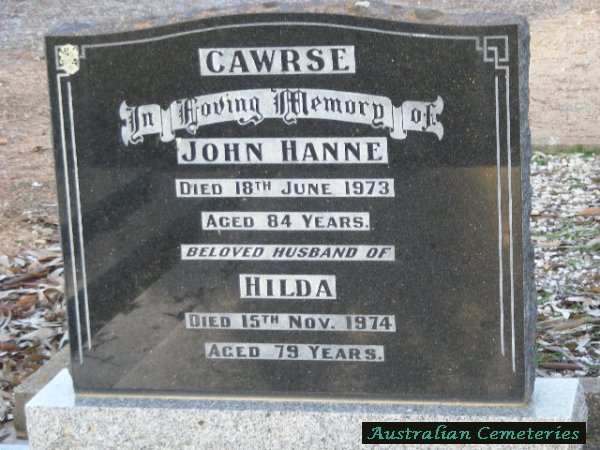 CAWRSE
In Loving Memory of
JOHN HANNE
DIED 18TH JUNE 1973
AGED 84 YEARS.
BELOVED HUSBAND OF
HILDA
DIED 15TH NOV. 1974
AGED 79 YEARS.
Australian Cemeteries